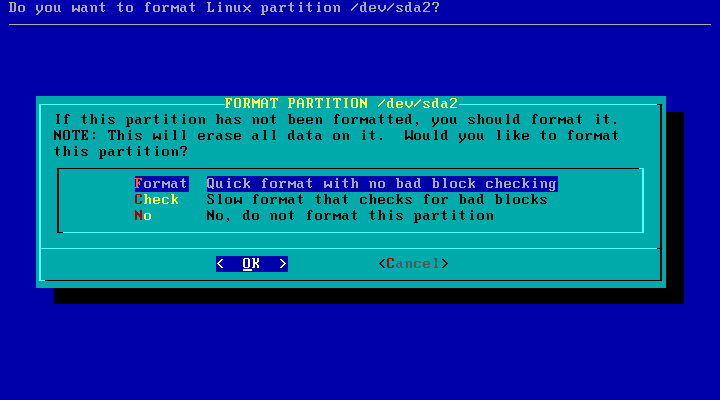 Do you want to format Linux partition /dev/sda2?
FORMAT PARTITION /dev/sda2
If this partition has not been formatted, you should format it.
NOTE: This will erase all data on it.  Would you like to format
this partition?
Format  Quick format with no bad block checking
Check   Slow format that checks for bad blocks
No      No, do not format this partition
<  OK  >          <Cancel>